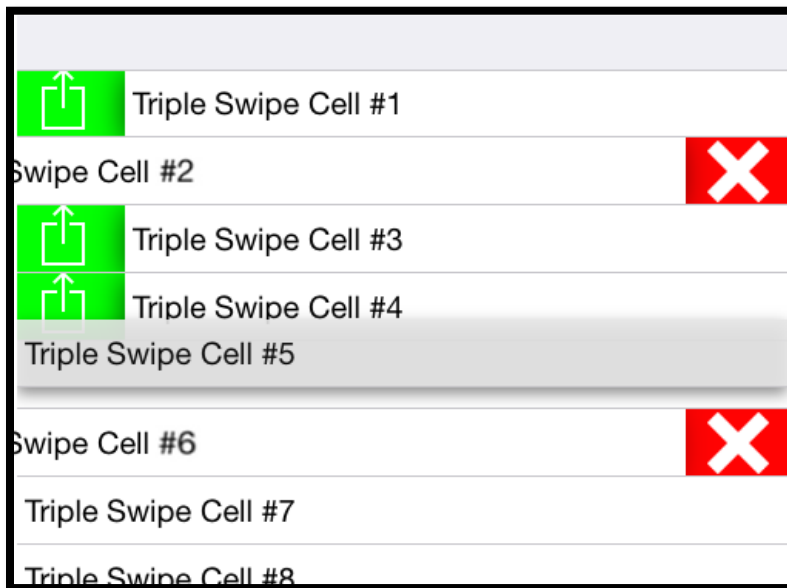 Triple Swipe Cell #1
Swipe Cell #2
Triple Swipe Cell #3
Triple Swipe Cell #4
Triple Swipe Cell #5
Swipe Cell #6
Triple Swipe Cell #7
Triple Swipe Cell #8